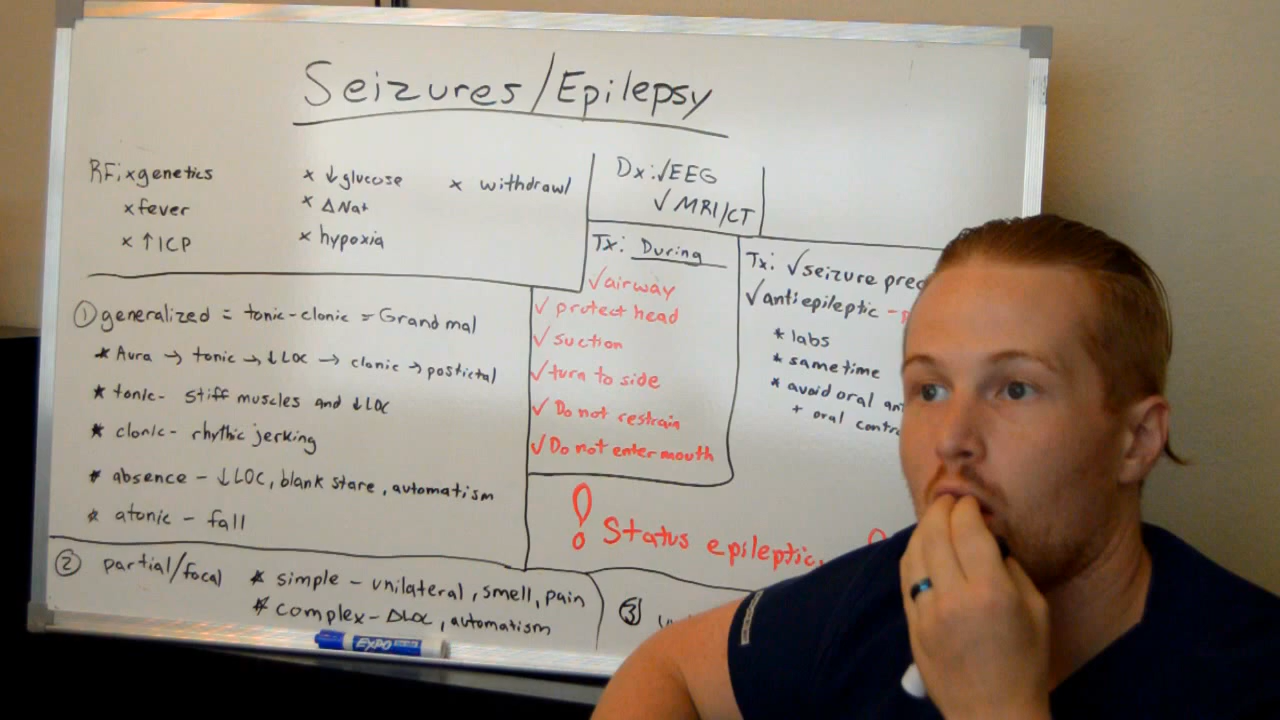 Seizures/Epilepsy
RF: x genetics
x fever
x ↑ICP
x ↓glucose
x ΔNa+
x hypoxia
x withdrawl
Dx: √EEG
√ MRI/CT
Tx: During
√airway
√ protect head
√ suction
√ turn to side
√ Do not restrain
√ Do not enter mouth
Tx: √seizure prec
√antiepileptic -
* labs
* same time
* avoid oral an
+ oral contr
! Status epileptic
① generalized = tonic-clonic = Grand mal
* Aura → tonic → ↓LOC → clonic → postictal
* tonic- stiff muscles and ↓LOC
* clonic- rhythic jerking
* absence - ↓LOC, blank stare, automatism
* atonic - fall
② partial/focal
* simple - unilateral, smell, pain
* complex- ΔLOC, automatism
③
EXPO